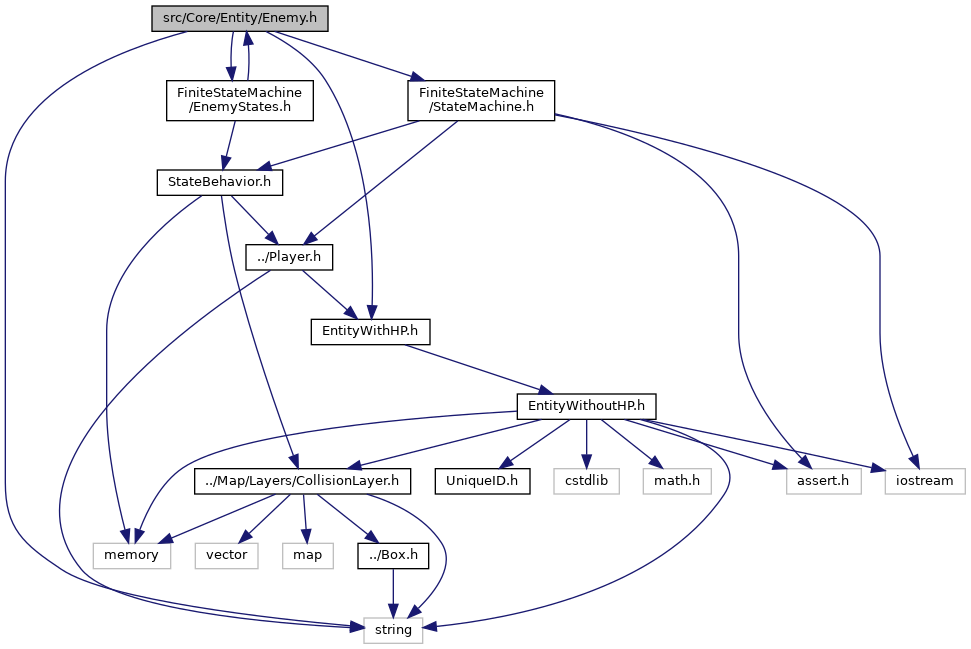 src/Core/Entity/Enemy.h
FiniteStateMachine
/EnemyStates.h
FiniteStateMachine
/StateMachine.h
StateBehavior.h
../Player.h
EntityWithHP.h
EntityWithoutHP.h
../Map/Layers/CollisionLayer.h
UniqueID.h
cstdlib
math.h
assert.h
iostream
memory
vector
map
../Box.h
string